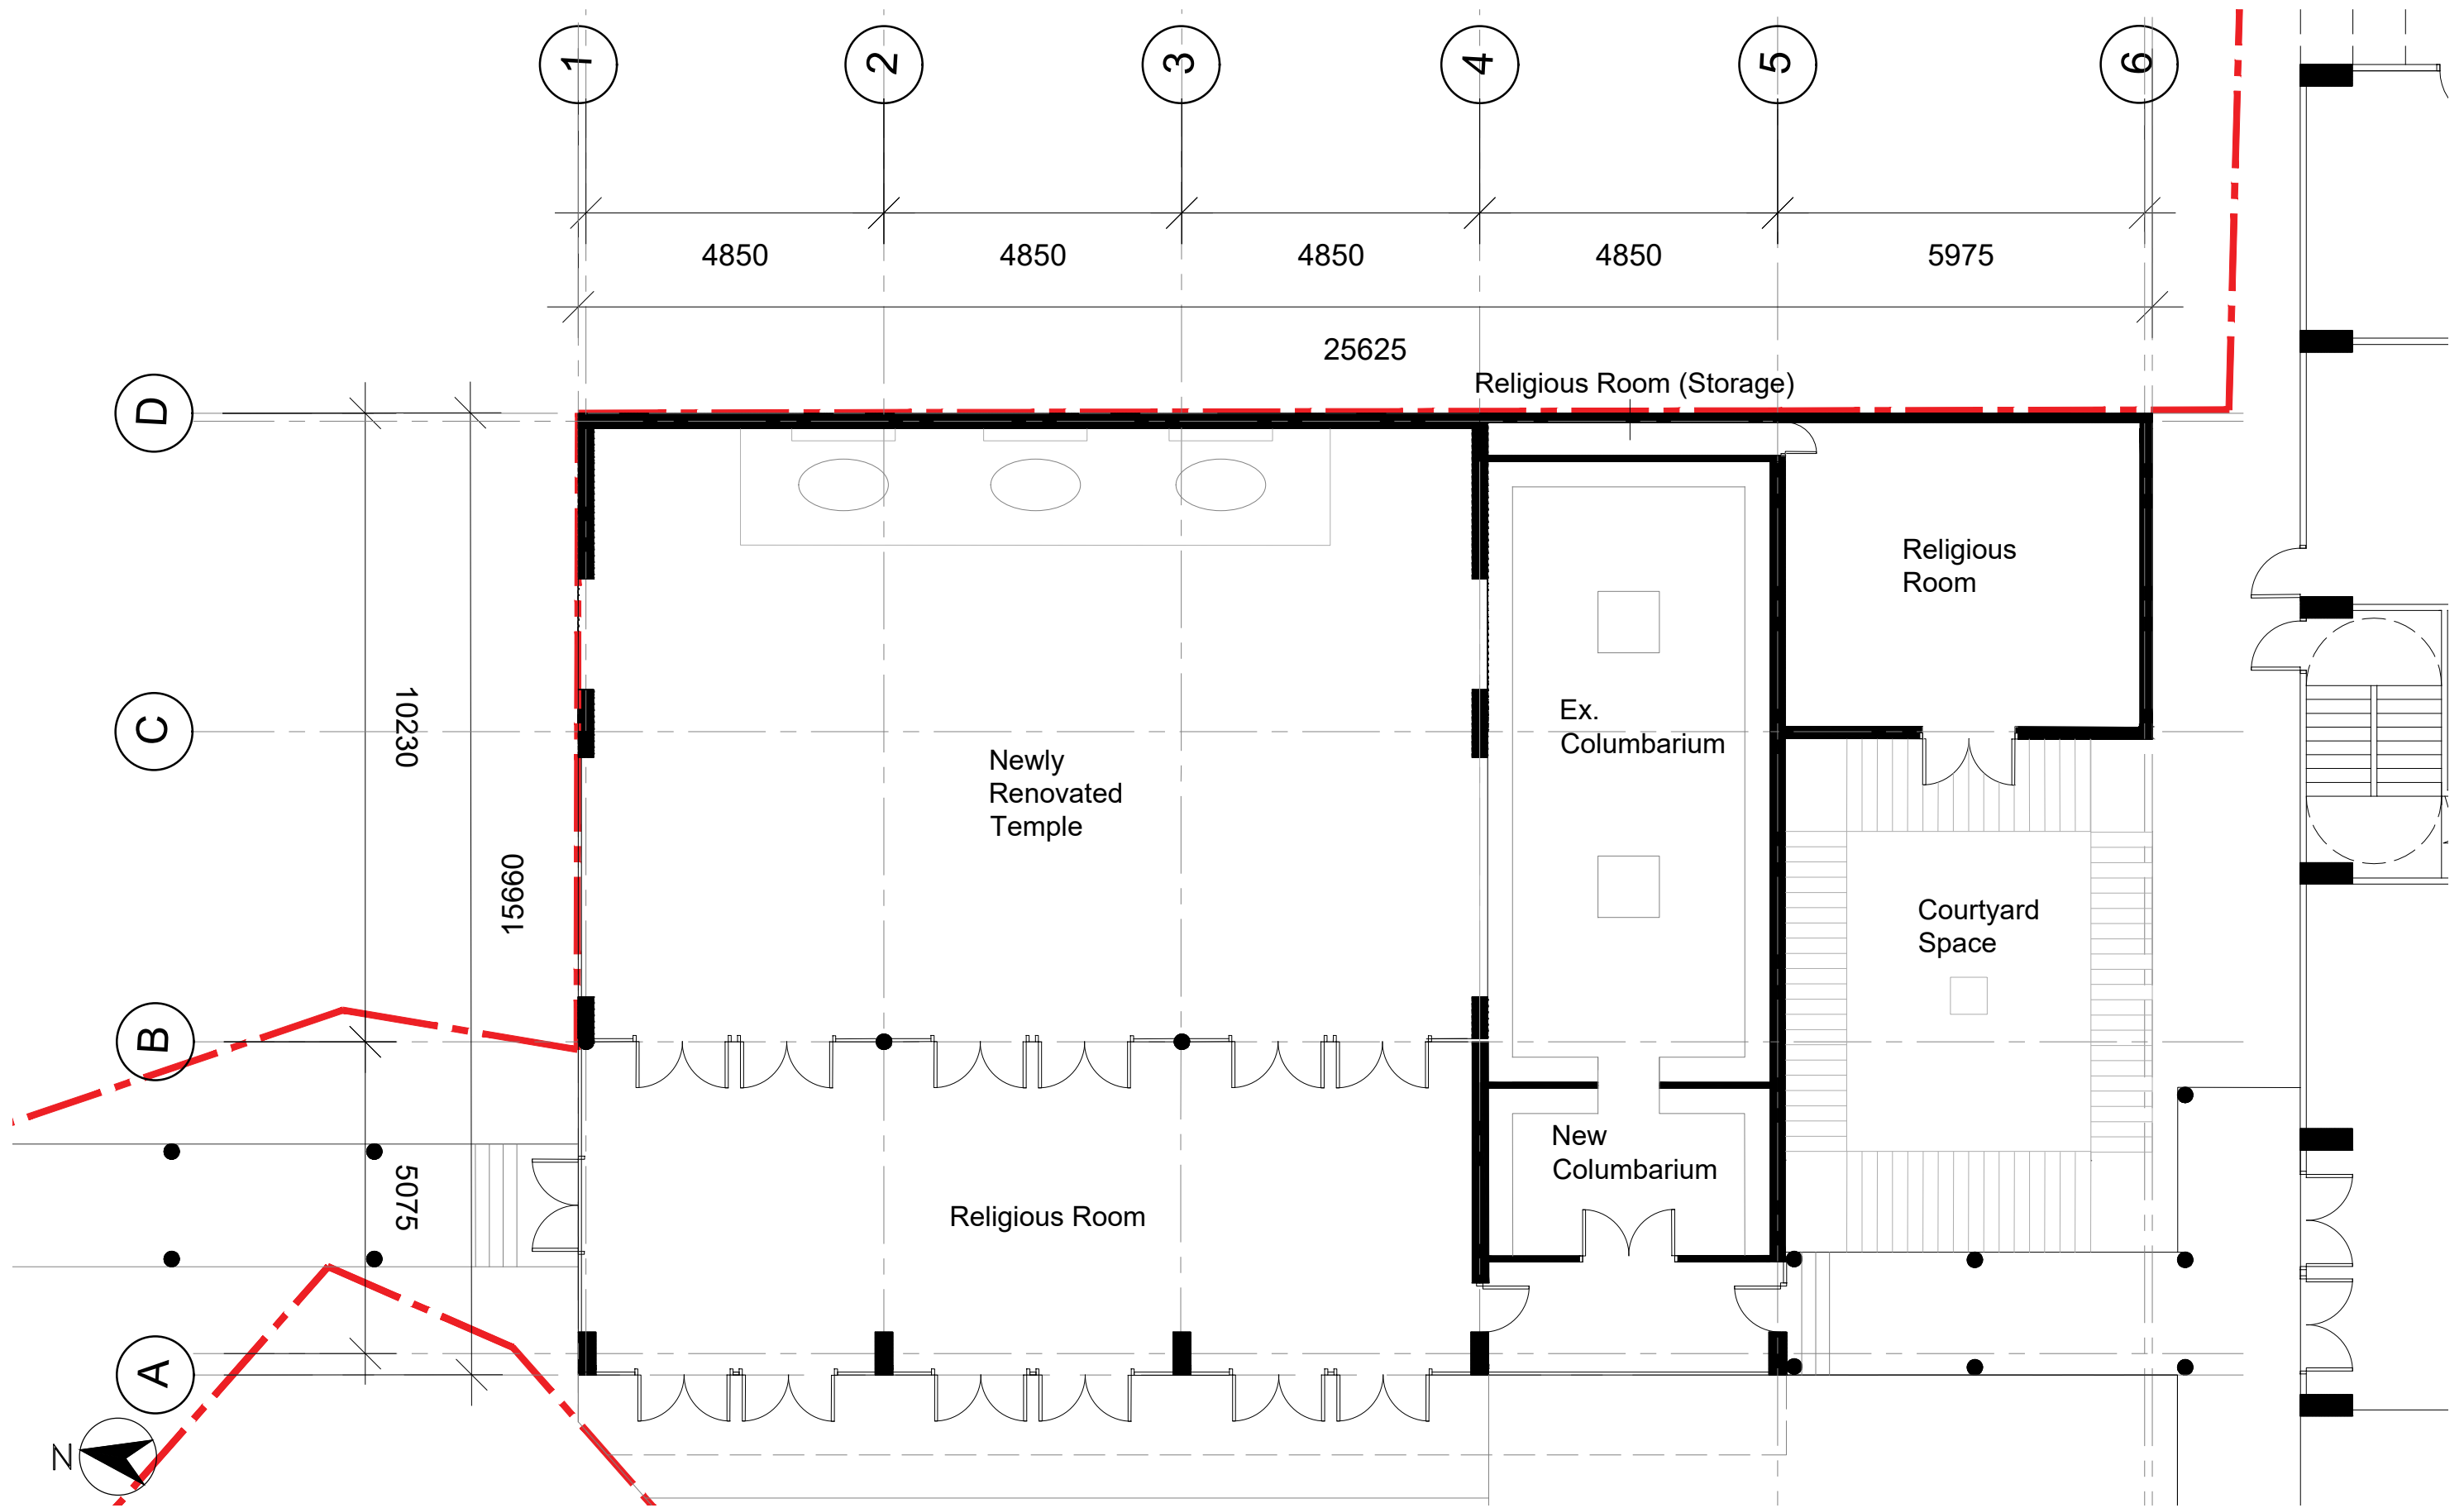 1
2
3
4
5
6
4850
4850
4850
4850
5975
25625
Religious Room (Storage)
D
C
B
A
10230
15660
5075
Religious
Room
Ex.
Columbarium
Newly
Renovated
Temple
Courtyard
Space
New
Columbarium
Religious Room
N